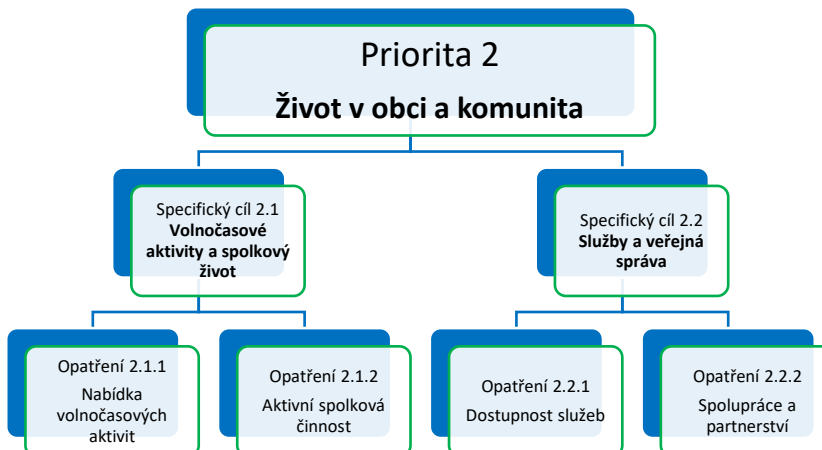 Priorita 2
Život v obci a komunita
Specifický cíl 2.1
Volnočasové
aktivity a spolkový
život
Specifický cíl 2.2
Služby a veřejná
správa
Opatření 2.1.1
Nabídka
volnočasových
aktivit
Opatření 2.1.2
Aktivní spolková
činnost
Opatření 2.2.1
Dostupnost služeb
Opatření 2.2.2
Spolupráce a
partnerství